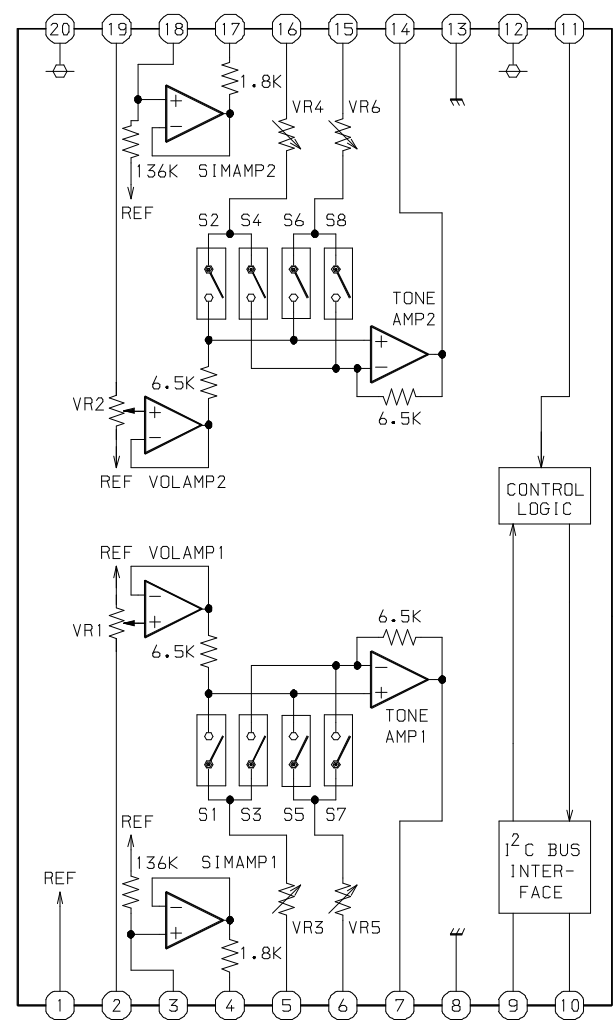 20 19 18 17 16 15 14 13 12 11
1.8K
VR4 VR6
136K SIMAMP2
REF
S2 S4 S6 S8
TONE
AMP2
6.5K
VR2
6.5K
REF VOLAMP2
CONTROL
LOGIC
REF VOLAMP1
6.5K
VR1
6.5K
TONE
AMP1
S1 S3 S5 S7
REF
I2C BUS
INTER-
FACE
136K SIMAMP1
REF
VR3 VR5
1.8K
1 2 3 4 5 6 7 8 9 10